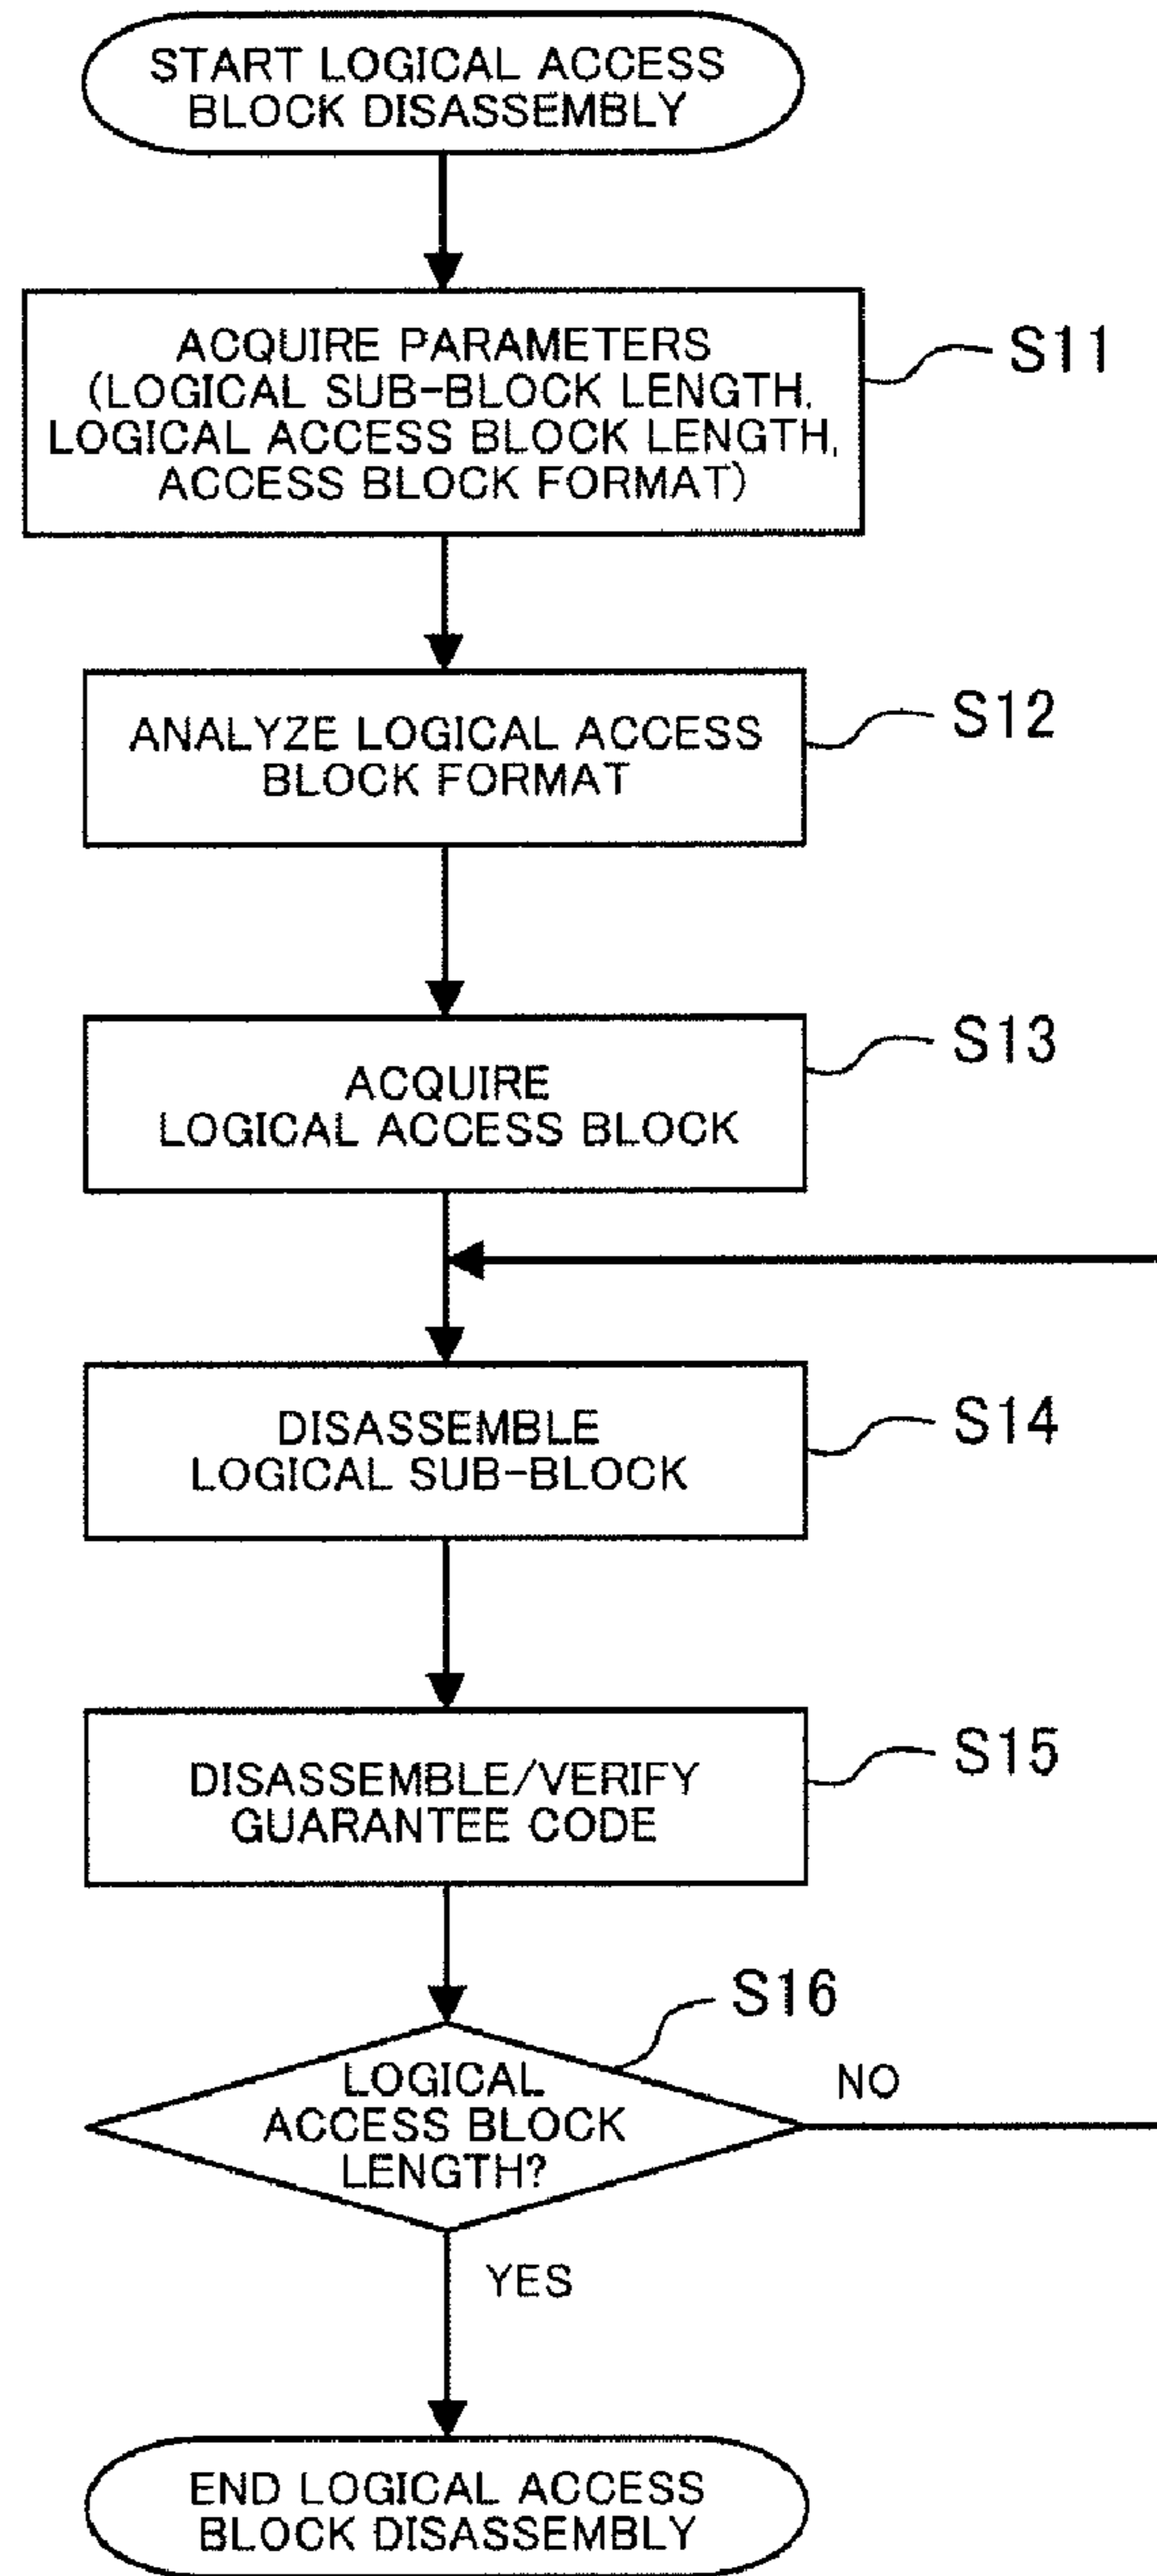 START LOGICAL ACCESS
BLOCK DISASSEMBLY
ACQUIRE PARAMETERS
(LOGICAL SUB-BLOCK LENGTH,
LOGICAL ACCESS BLOCK LENGTH,
ACCESS BLOCK FORMAT)
S11
ANALYZE LOGICAL ACCESS
BLOCK FORMAT
S12
ACQUIRE
LOGICAL ACCESS BLOCK
S13
DISASSEMBLE
LOGICAL SUB-BLOCK
S14
DISASSEMBLE/VERIFY
GUARANTEE CODE
S15
S16
LOGICAL
ACCESS BLOCK
LENGTH?
NO
YES
END LOGICAL ACCESS
BLOCK DISASSEMBLY